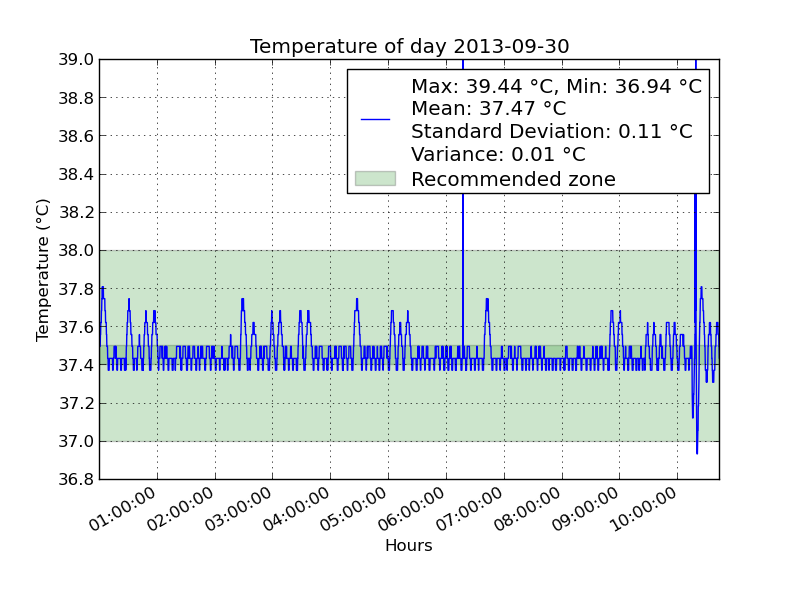 Temperature of day 2013-09-30
39.0
38.8
38.6
38.4
38.2
38.0
37.8
37.6
37.4
37.2
37.0
36.8
Temperature (°C)
Max: 39.44 °C, Min: 36.94 °C
Mean: 37.47 °C
Standard Deviation: 0.11 °C
Variance: 0.01 °C
Recommended zone
01:00:00
02:00:00
03:00:00
04:00:00
05:00:00
06:00:00
07:00:00
08:00:00
09:00:00
10:00:00
Hours